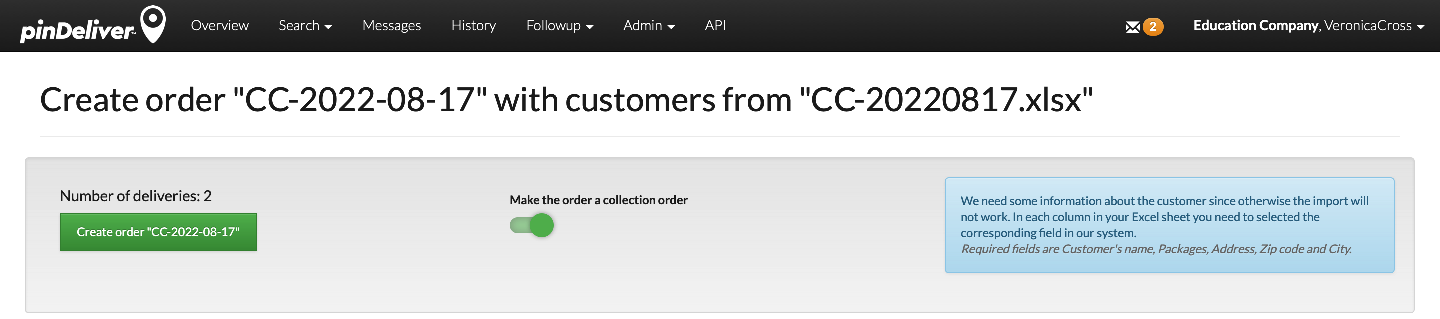 pinDeliver Overview Search Messages History Followup Admin API 2 Education Company, VeronicaCross
Create order "CC-2022-08-17" with customers from "CC-20220817.xlsx"
Number of deliveries: 2
Create order "CC-2022-08-17"
Make the order a collection order
We need some information about the customer since otherwise the import will
not work. In each column in your Excel sheet you need to selected the
corresponding field in our system.
Required fields are Customer's name, Packages, Address, Zip code and City.